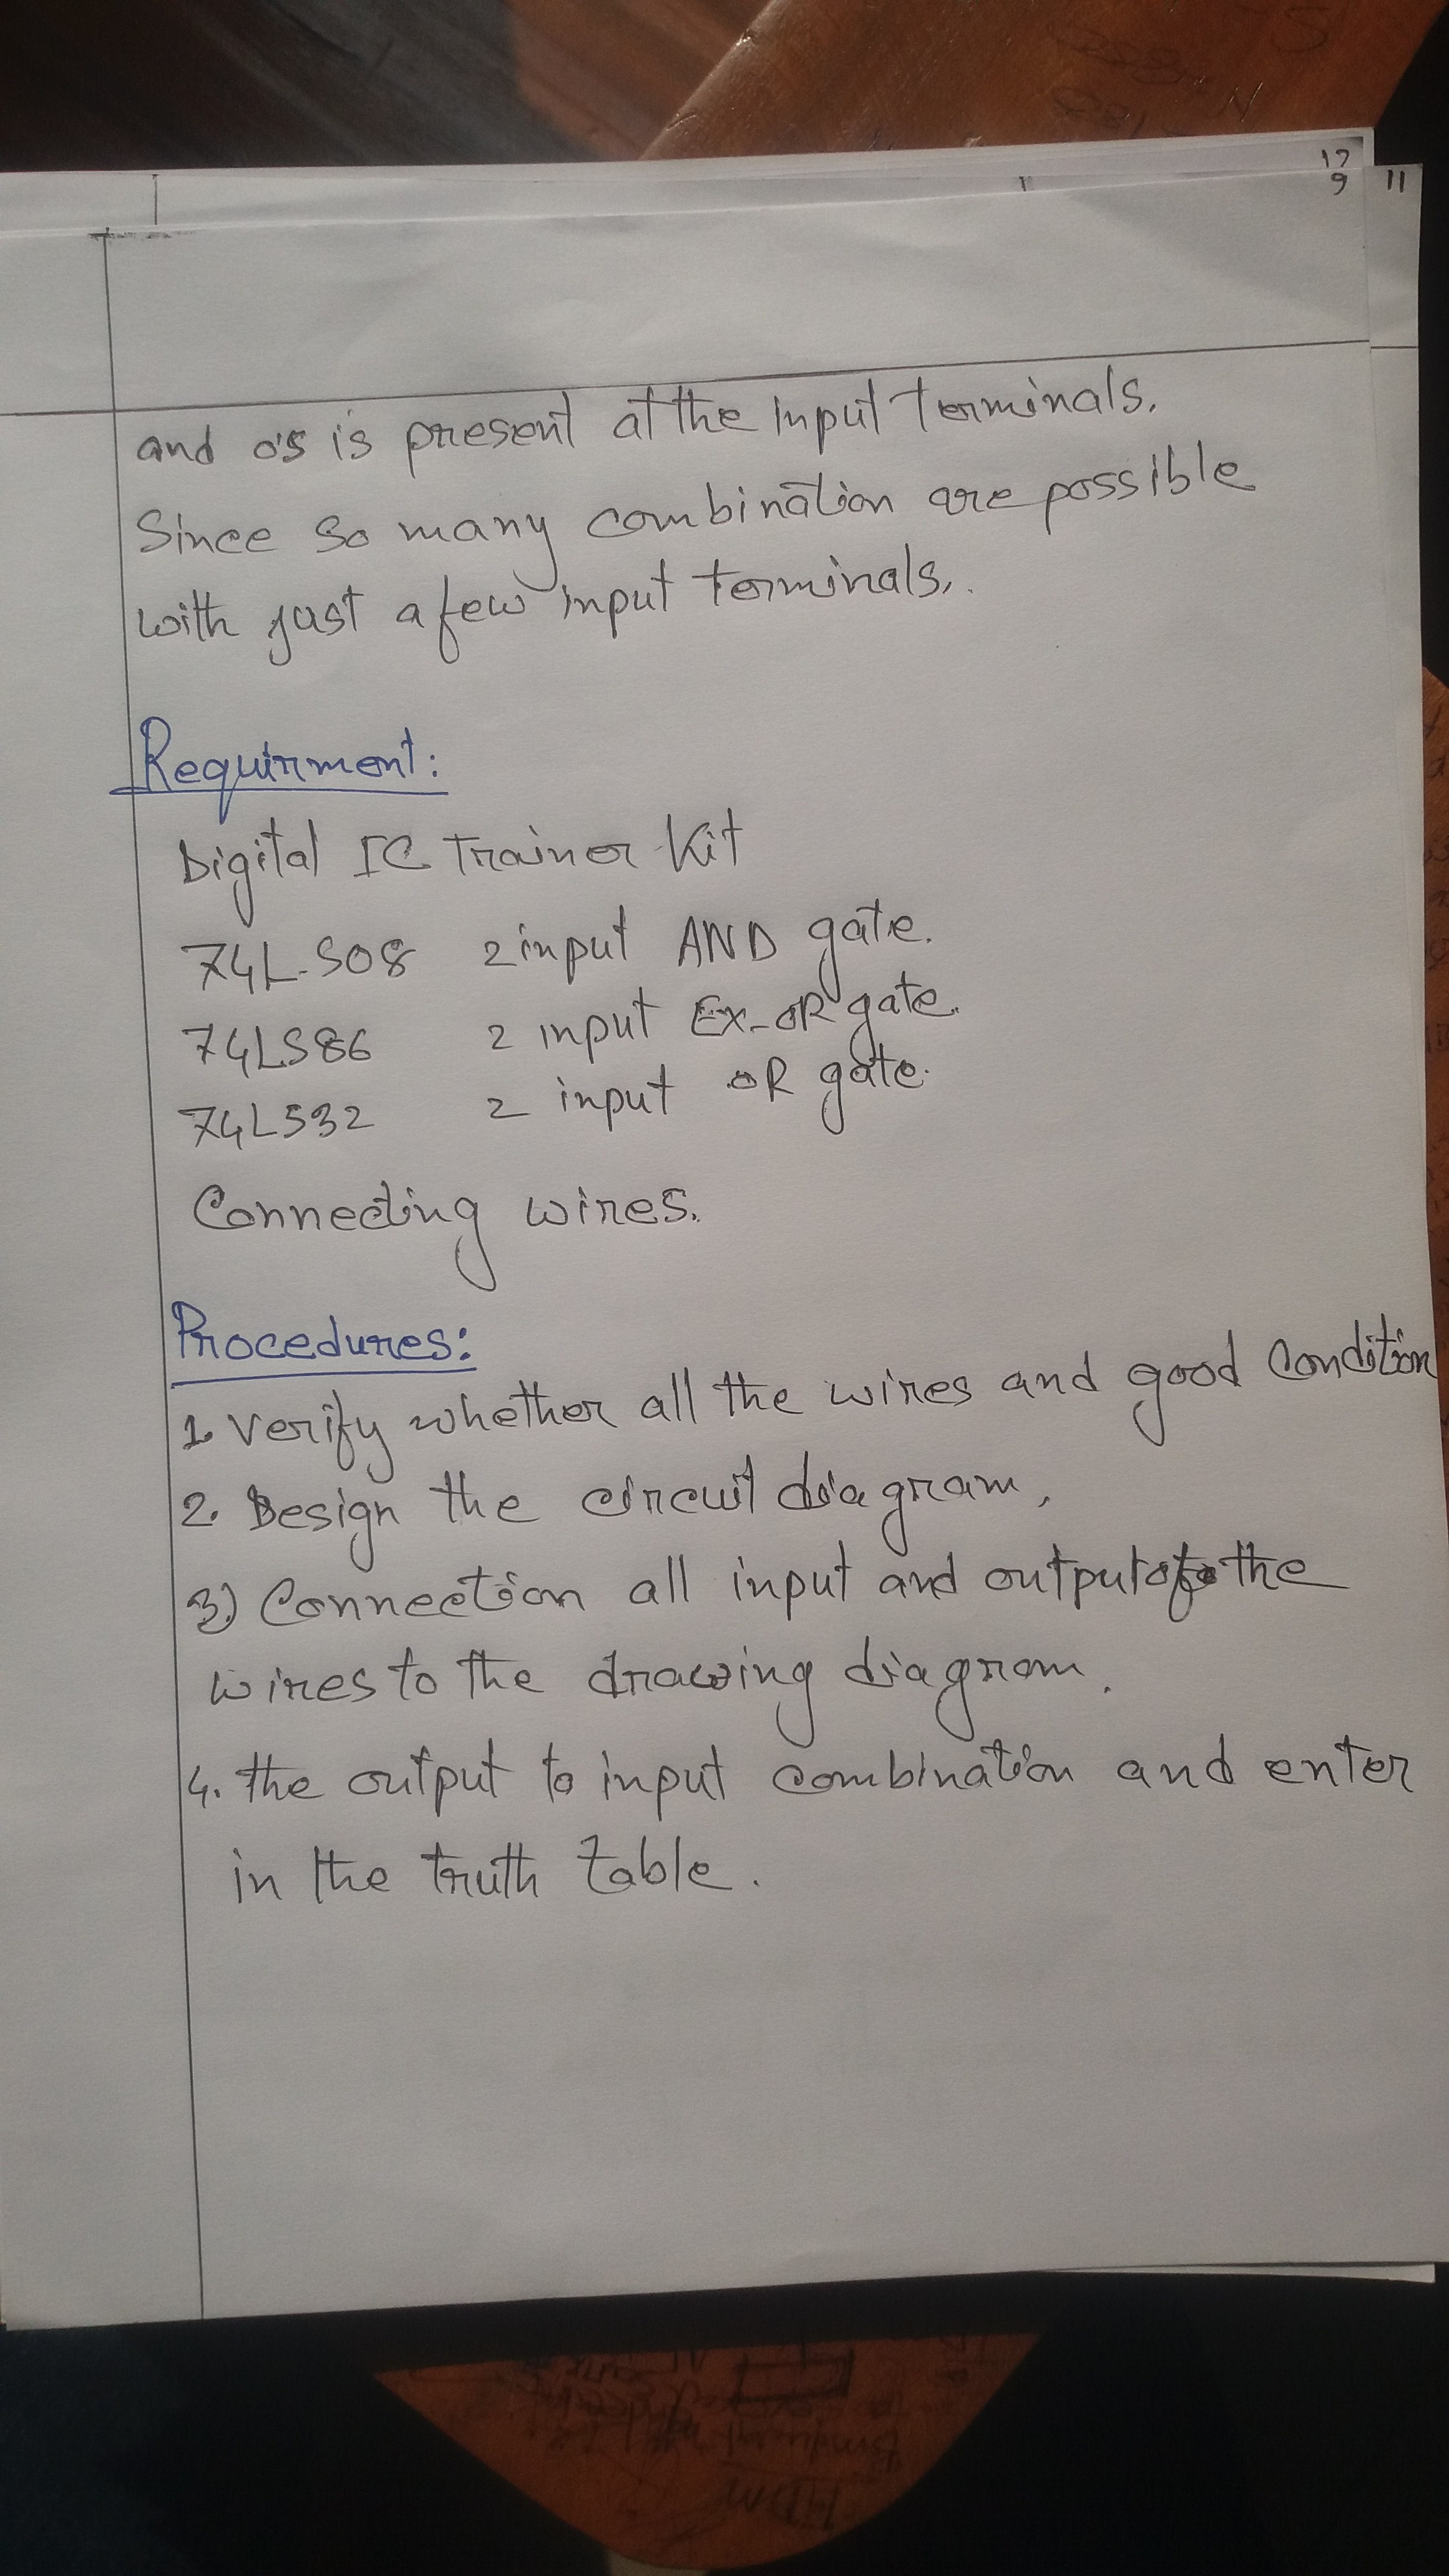 17
9 11
and o's is present at the input terminals.
Since so many combination are possible
with just a few input terminals.
Requirment:
Digital IC Trainer Kit
74LS08 2 input AND gate.
74LS86 2 input Ex-OR gate.
74LS32 2 input OR gate.
Connecting wires.
Procedures:
1. Verify whether all the wires and good condition
2. Design the circuit diagram.
3) Connection all input and output of the
wires to the drawing diagram.
4. the output to input combination and enter
in the truth table.